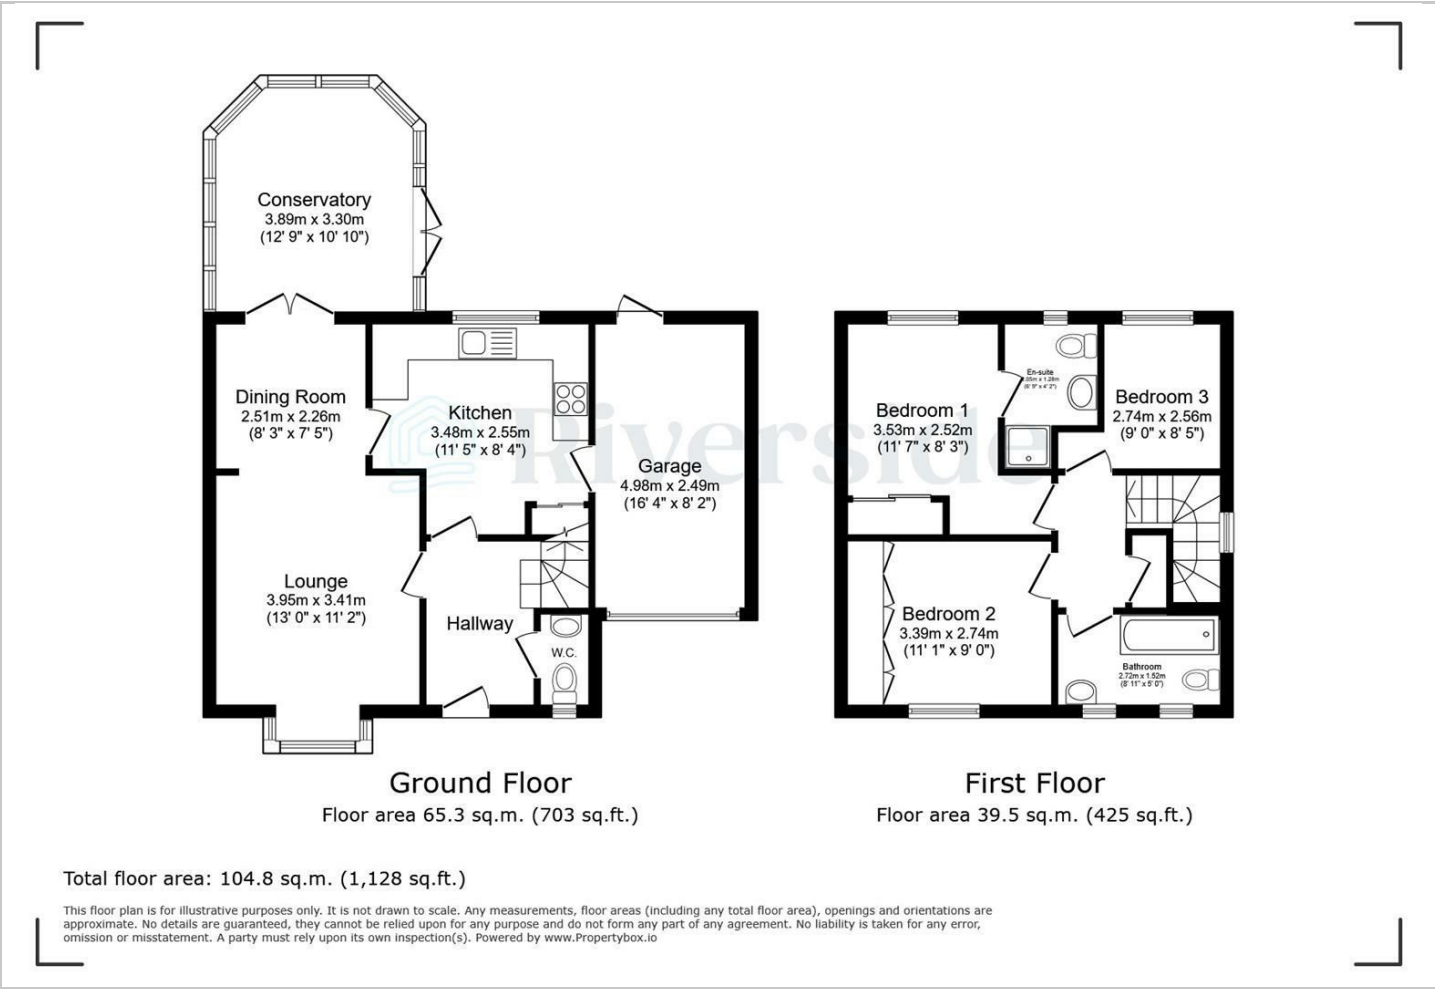 Conservatory
3.89m x 3.30m
(12' 9" x 10' 10")
Dining Room
2.51m x 2.26m
(8' 3" x 7' 5")
Kitchen
3.48m x 2.55m
(11' 5" x 8' 4")
Garage
4.98m x 2.49m
(16' 4" x 8' 2")
Lounge
3.95m x 3.41m
(13' 0" x 11' 2")
Hallway
W.C.
Riverside
Bedroom 1
3.53m x 2.52m
(11' 7" x 8' 3")
En-suite
x 1.28m
(6' 9" x 4' 2")
Bedroom 3
2.74m x 2.56m
(9' 0" x 8' 5")
Bedroom 2
3.39m x 2.74m
(11' 1" x 9' 0")
Bathroom
2.72m x 1.52m
(8' 11" x 5' 0")
Ground Floor
Floor area 65.3 sq.m. (703 sq.ft.)
First Floor
Floor area 39.5 sq.m. (425 sq.ft.)
Total floor area: 104.8 sq.m. (1,128 sq.ft.)
This floor plan is for illustrative purposes only. It is not drawn to scale. Any measurements, floor areas (including any total floor area), openings and orientations are
approximate. No details are guaranteed, they cannot be relied upon for any purpose and do not form any part of any agreement. No liability is taken for any error,
omission or misstatement. A party must rely upon its own inspection(s). Powered by www.Propertybox.io